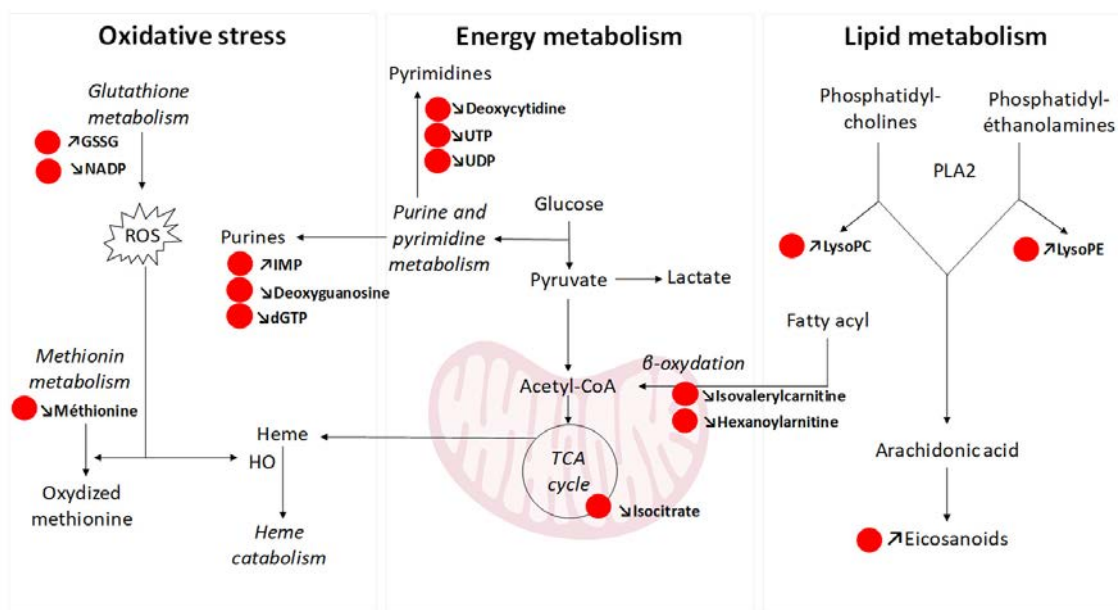 Oxidative stress
Glutathione
metabolism
↗GSSG
↘NADP
ROS
Purines
↗IMP
↘Deoxyguanosine
↘dGTP
Methionin
metabolism
↘Méthionine
Oxydized
methionine
Heme
HO
Heme
catabolism
Energy metabolism
Pyrimidines
↘Deoxycytidine
↘UTP
↘UDP
Purine and
pyrimidine
metabolism
Glucose
Pyruvate
Lactate
β-oxydation
Acetyl-CoA
↘Isovalerylcarnitine
↘Hexanoylarnitine
TCA
cycle
↘Isocitrate
Lipid metabolism
Phosphatidyl-
cholines
Phosphatidyl-
éthanolamines
PLA2
↗LysoPC
↗LysoPE
Fatty acyl
Arachidonic acid
↗Eicosanoids